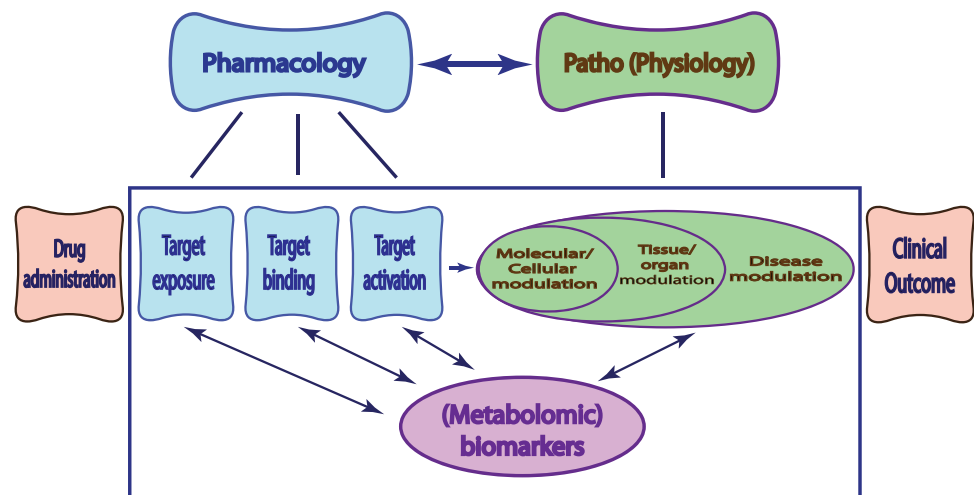 Pharmacology
Patho (Physiology)
Drug
administration
Target
exposure
Target
binding
Target
activation
Molecular/
Cellular
modulation
Tissue/
organ
modulation
Disease
modulation
Clinical
Outcome
(Metabolomic)
biomarkers